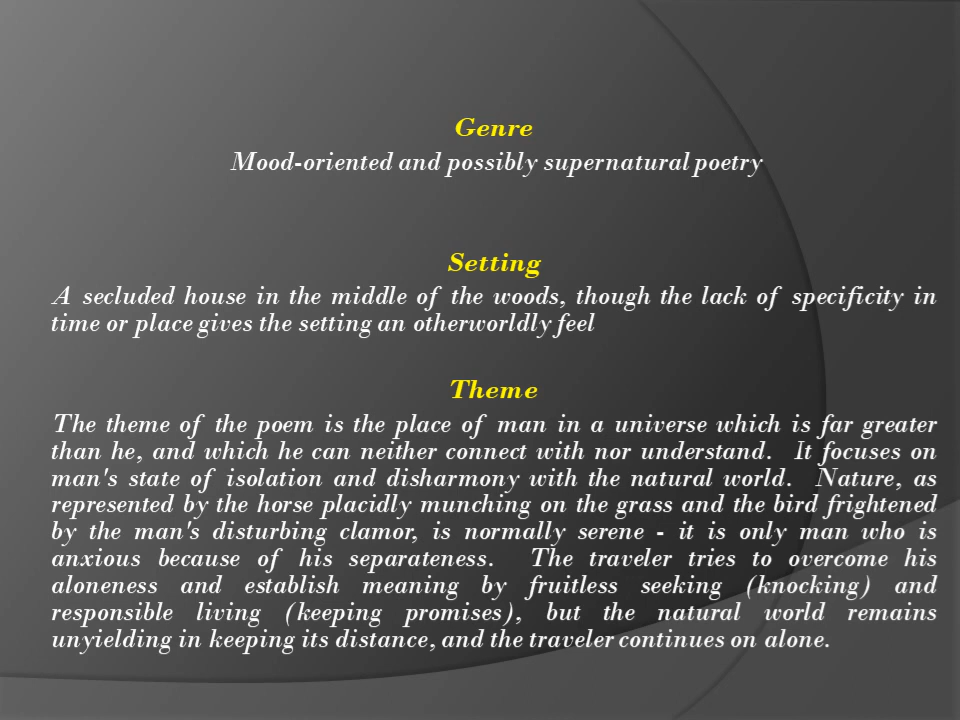 Genre
Mood-oriented and possibly supernatural poetry
Setting
A secluded house in the middle of the woods, though the lack of specificity in
time or place gives the setting an otherworldly feel
Theme
The theme of the poem is the place of man in a universe which is far greater
than he, and which he can neither connect with nor understand. It focuses on
man's state of isolation and disharmony with the natural world. Nature, as
represented by the horse placidly munching on the grass and the bird frightened
by the man's disturbing clamor, is normally serene - it is only man who is
anxious because of his separateness. The traveler tries to overcome his
aloneness and establish meaning by fruitless seeking (knocking) and
responsible living (keeping promises), but the natural world remains
unyielding in keeping its distance, and the traveler continues on alone.